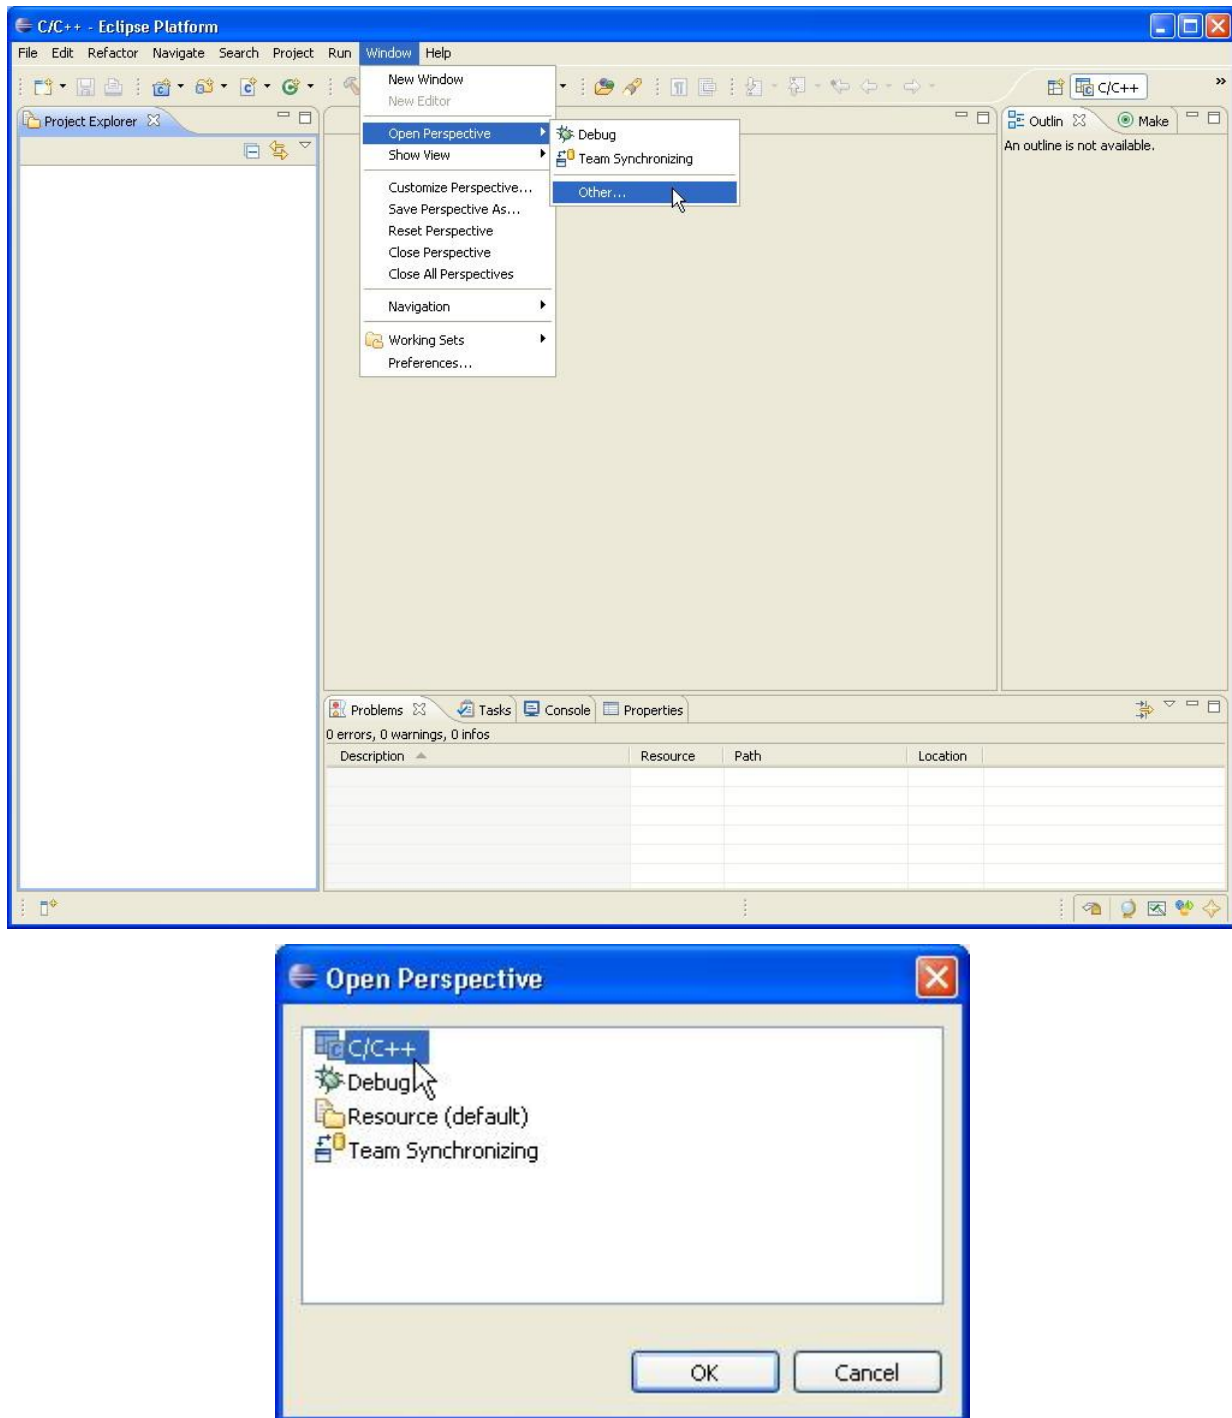 C/C++ - Eclipse Platform
File Edit Refactor Navigate Search Project Run Window Help
C/C++
Project Explorer
Outlin Make
An outline is not available.
New Window
New Editor
Open Perspective
Show View
Customize Perspective...
Save Perspective As...
Reset Perspective
Close Perspective
Close All Perspectives
Navigation
Working Sets
Preferences...
Debug
Team Synchronizing
Other...
Problems Tasks Console Properties
0 errors, 0 warnings, 0 infos
Description Resource Path Location
Open Perspective
C/C++
Debug
Resource (default)
Team Synchronizing
OK Cancel